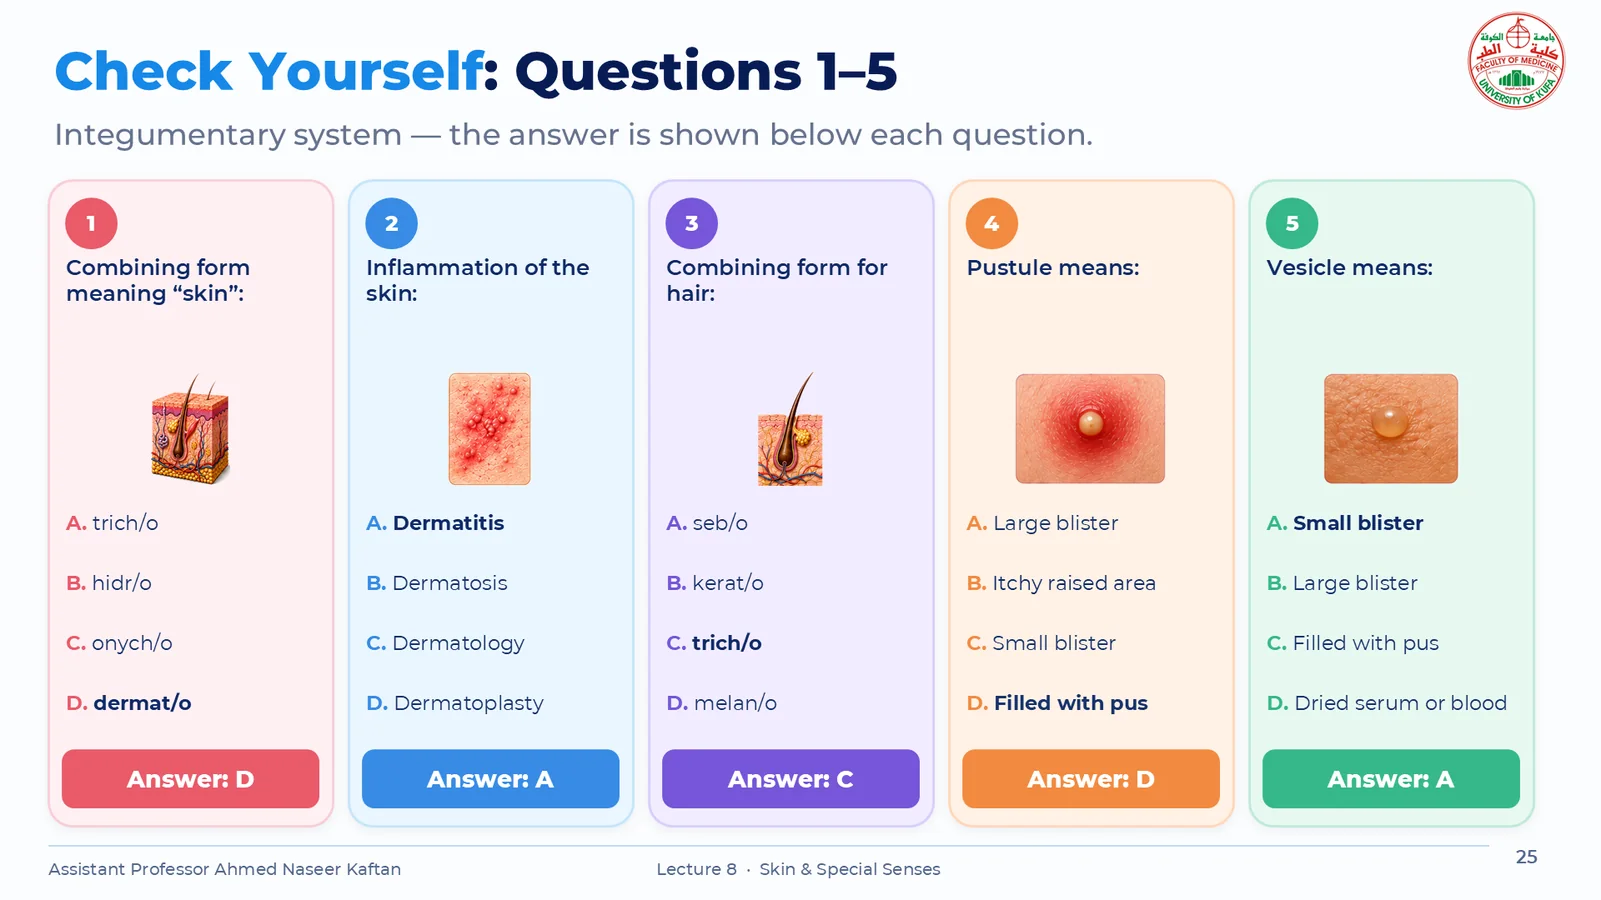 Check Yourself: Questions 1–5
Integumentary system — the answer is shown below each question.
جامعة الكوفة
كلية الطب
FACULTY OF MEDICINE
UNIVERSITY OF KUFA
1
Combining form
meaning “skin”:
A. trich/o
B. hidr/o
C. onych/o
D. dermat/o
Answer: D
2
Inflammation of the
skin:
A. Dermatitis
B. Dermatosis
C. Dermatology
D. Dermatoplasty
Answer: A
3
Combining form for
hair:
A. seb/o
B. kerat/o
C. trich/o
D. melan/o
Answer: C
4
Pustule means:
A. Large blister
B. Itchy raised area
C. Small blister
D. Filled with pus
Answer: D
5
Vesicle means:
A. Small blister
B. Large blister
C. Filled with pus
D. Dried serum or blood
Answer: A
Assistant Professor Ahmed Naseer Kaftan
Lecture 8 · Skin & Special Senses
25